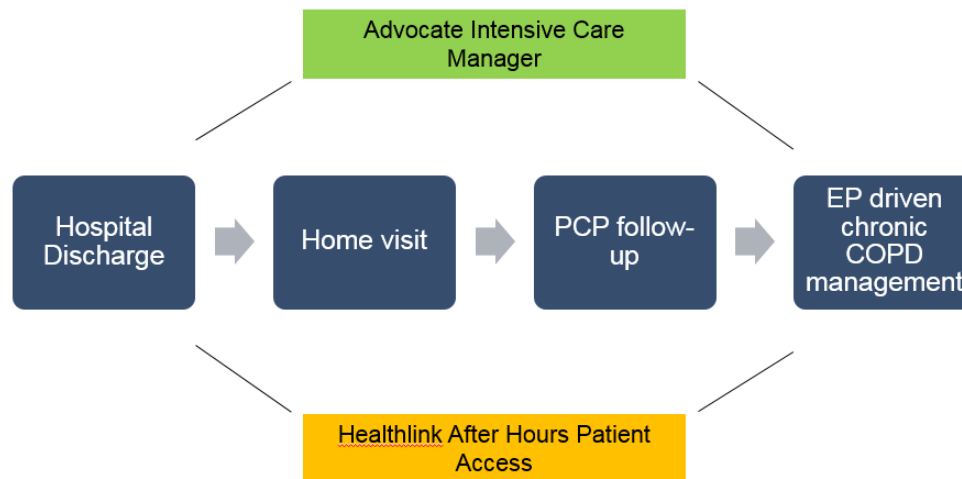 Advocate Intensive Care
Manager
Hospital
Discharge
Home visit
PCP follow-
up
EP driven
chronic
COPD
management
Healthlink After Hours Patient
Access